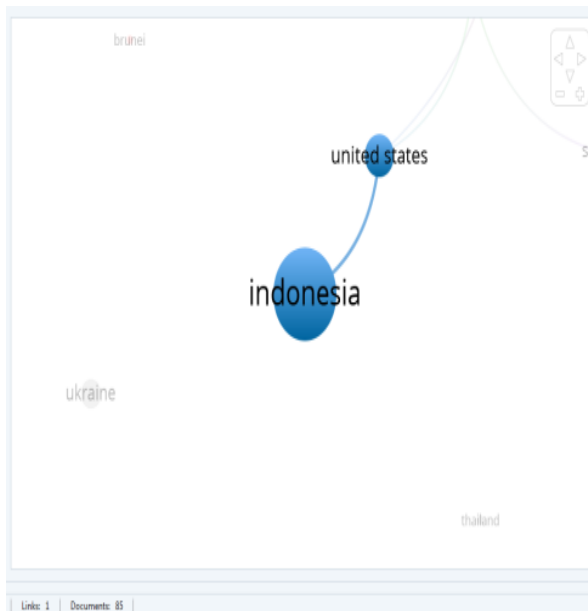 brunei
united states
s
indonesia
ukraine
thailand
Links: 1 Documents: 85